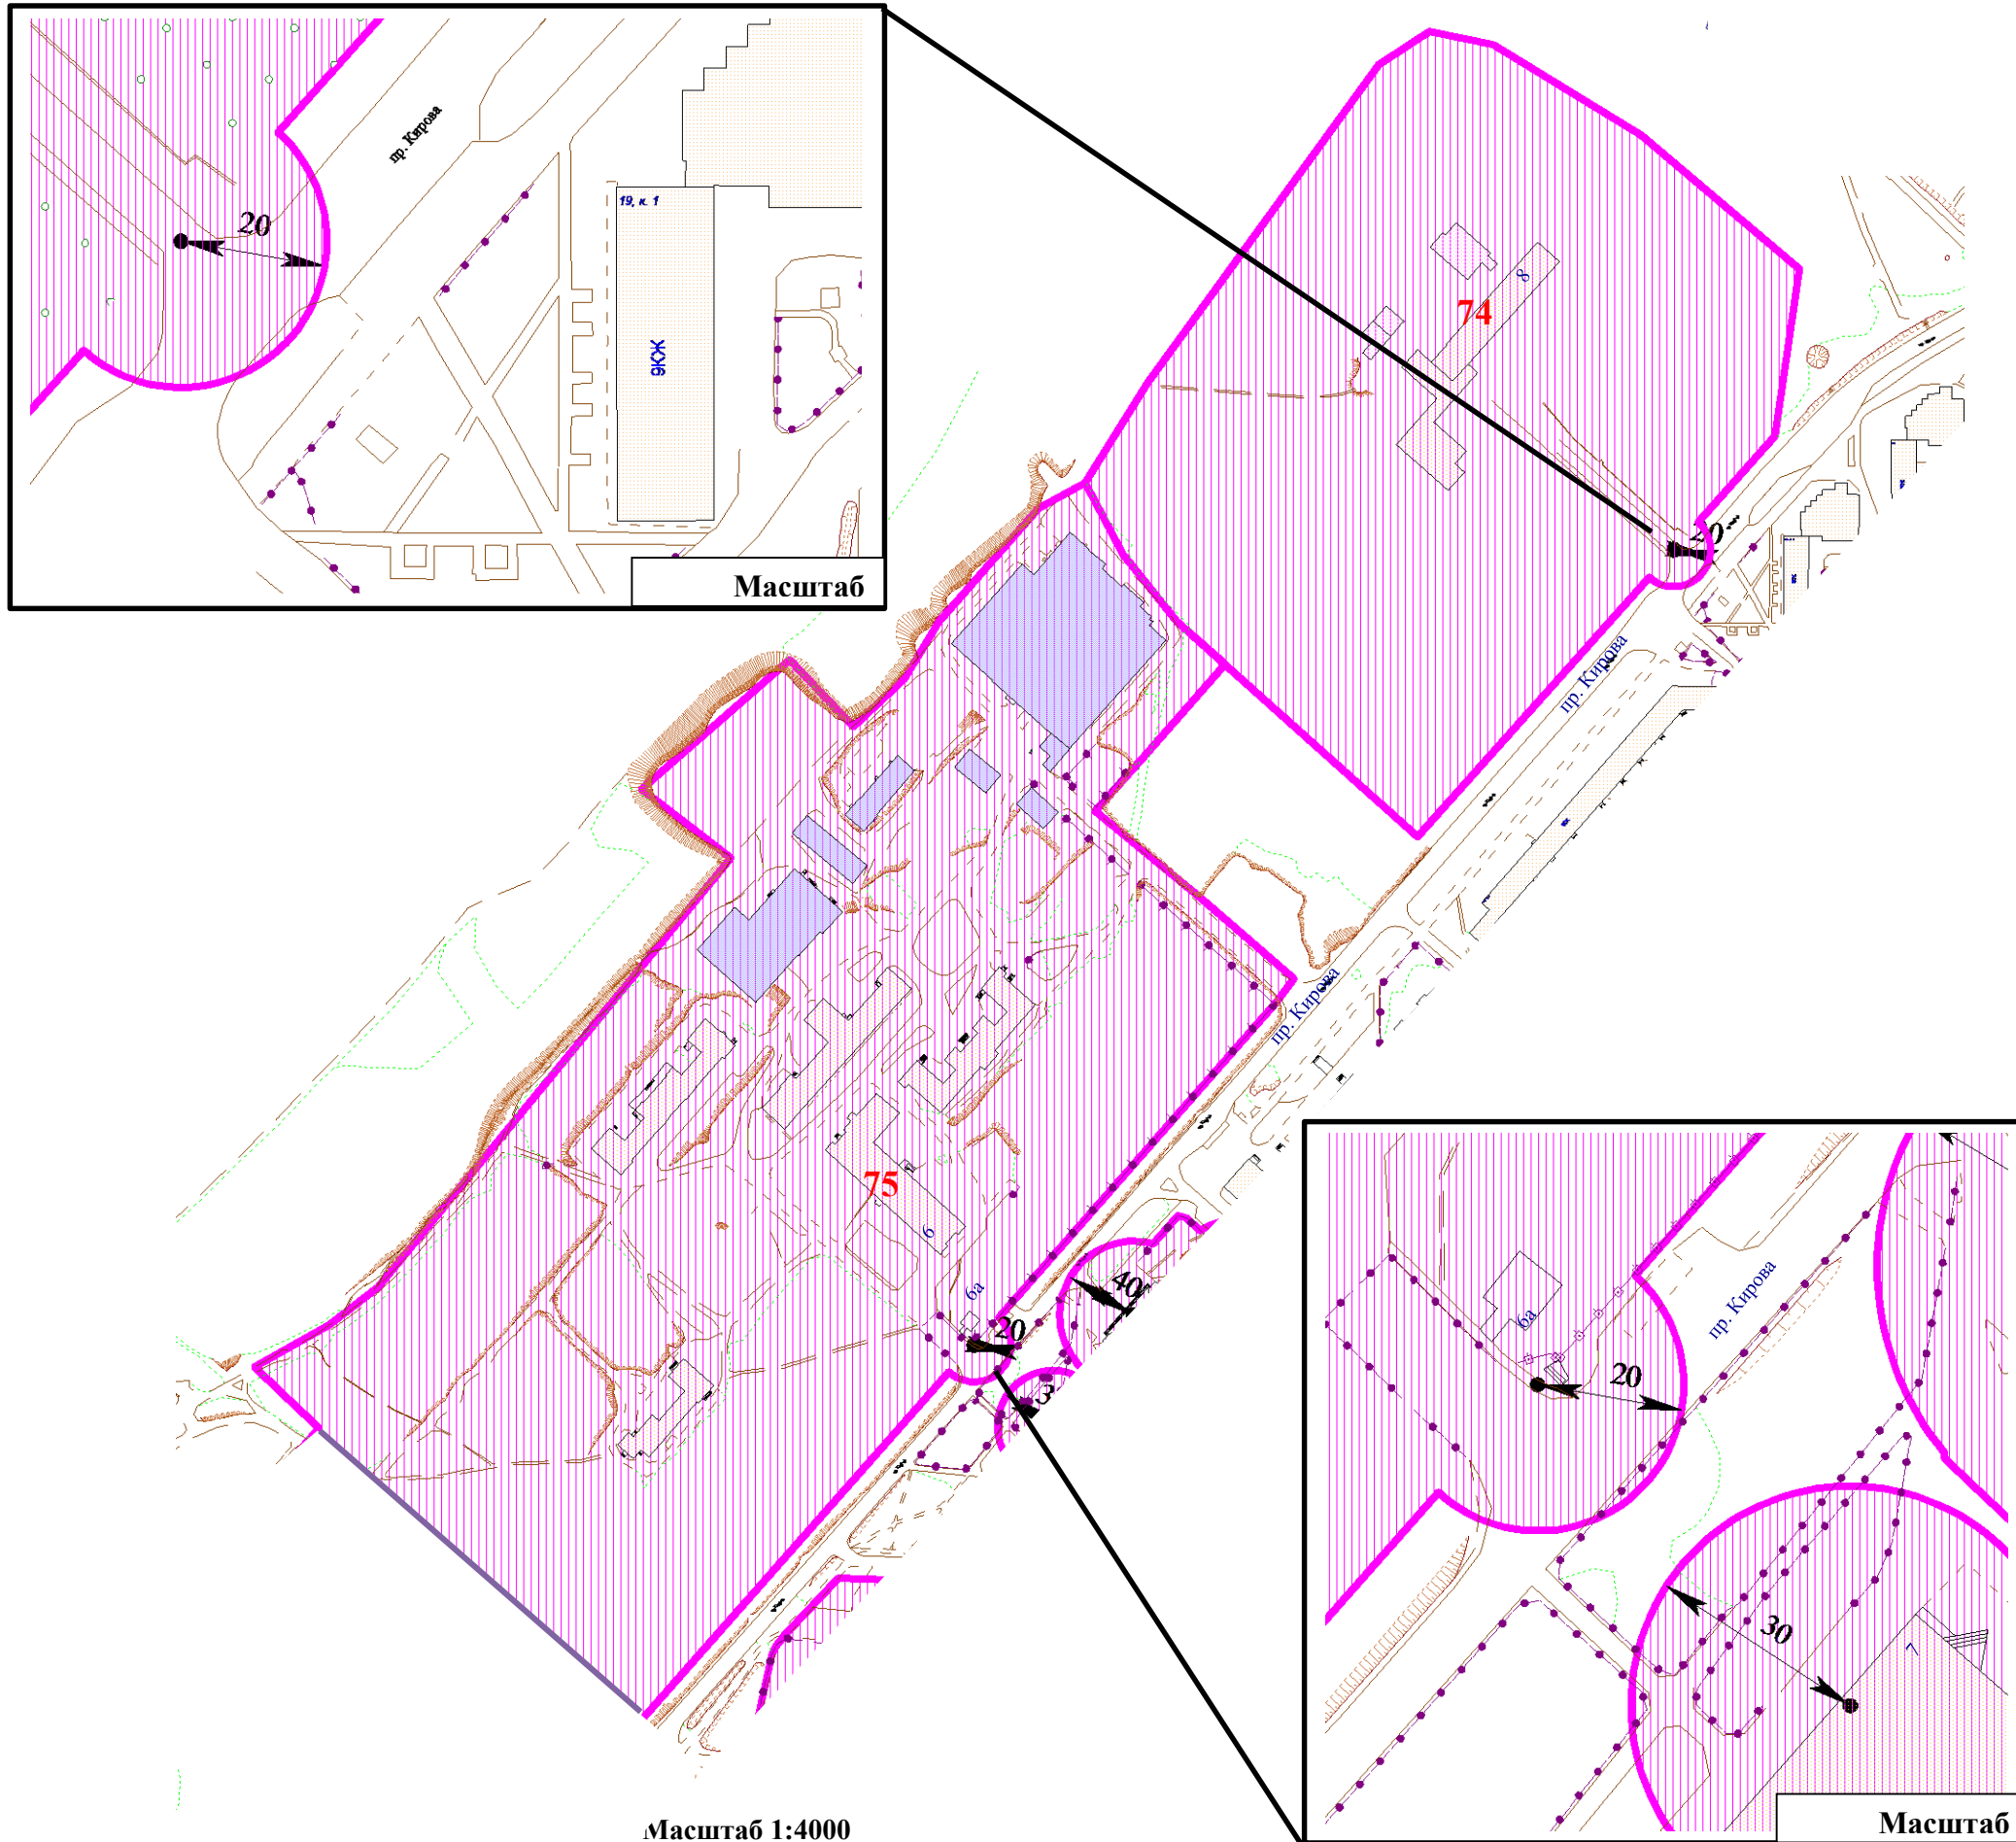 пр. Кирова
20
19, к. 1
9КЖ
Масштаб
8
74
20
пр. Кирова
пр. Кирова
75
6
6а
20
40
3
пр. Кирова
6а
20
30
7
Масштаб
Масштаб 1:4000